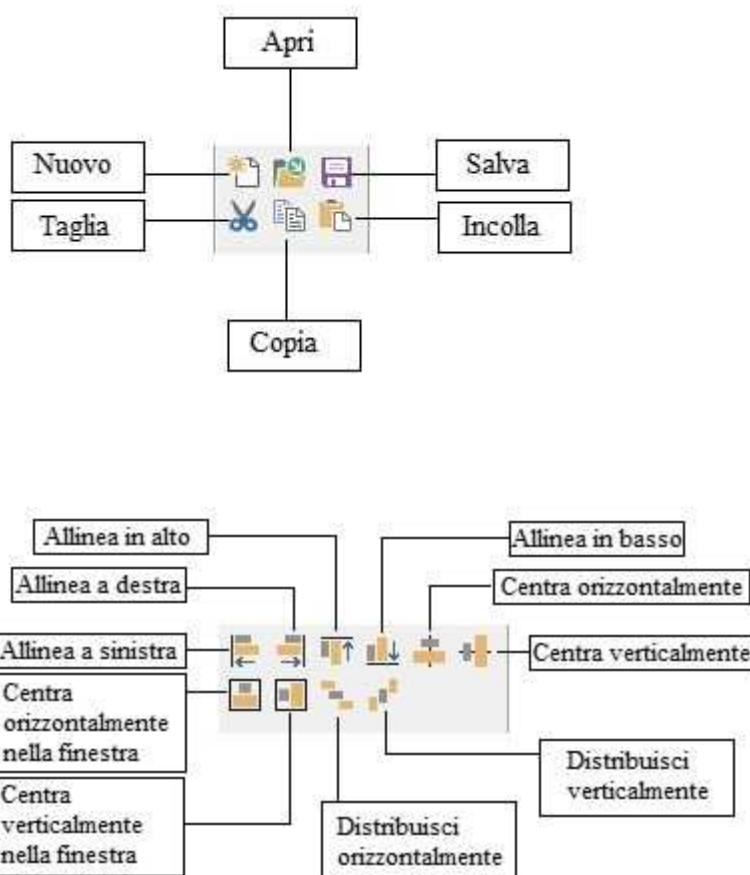 Apri
Nuovo
Salva
Taglia
Incolla
Copia
Allinea in alto
Allinea in basso
Allinea a destra
Centra orizzontalmente
Allinea a sinistra
Centra verticalmente
Centra
orizzontalmente
nella finestra
Distribuisci
verticalmente
Centra
verticalmente
nella finestra
Distribuisci
orizzontalmente